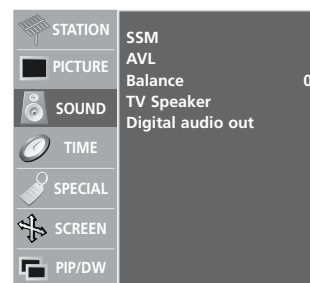 STATION
PICTURE
SOUND
TIME
SPECIAL
SCREEN
PIP/DW
SSM
AVL
Balance 0
TV Speaker
Digital audio out